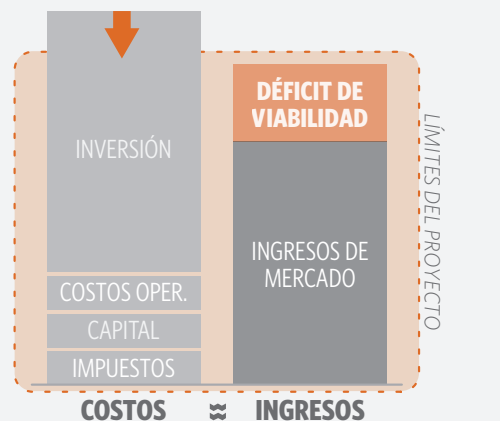 INVERSIÓN
COSTOS OPER.
CAPITAL
IMPUESTOS
DÉFICIT DE
VIABILIDAD
INGRESOS DE
MERCADO
LÍMITES DEL PROYECTO
COSTOS ≈ INGRESOS